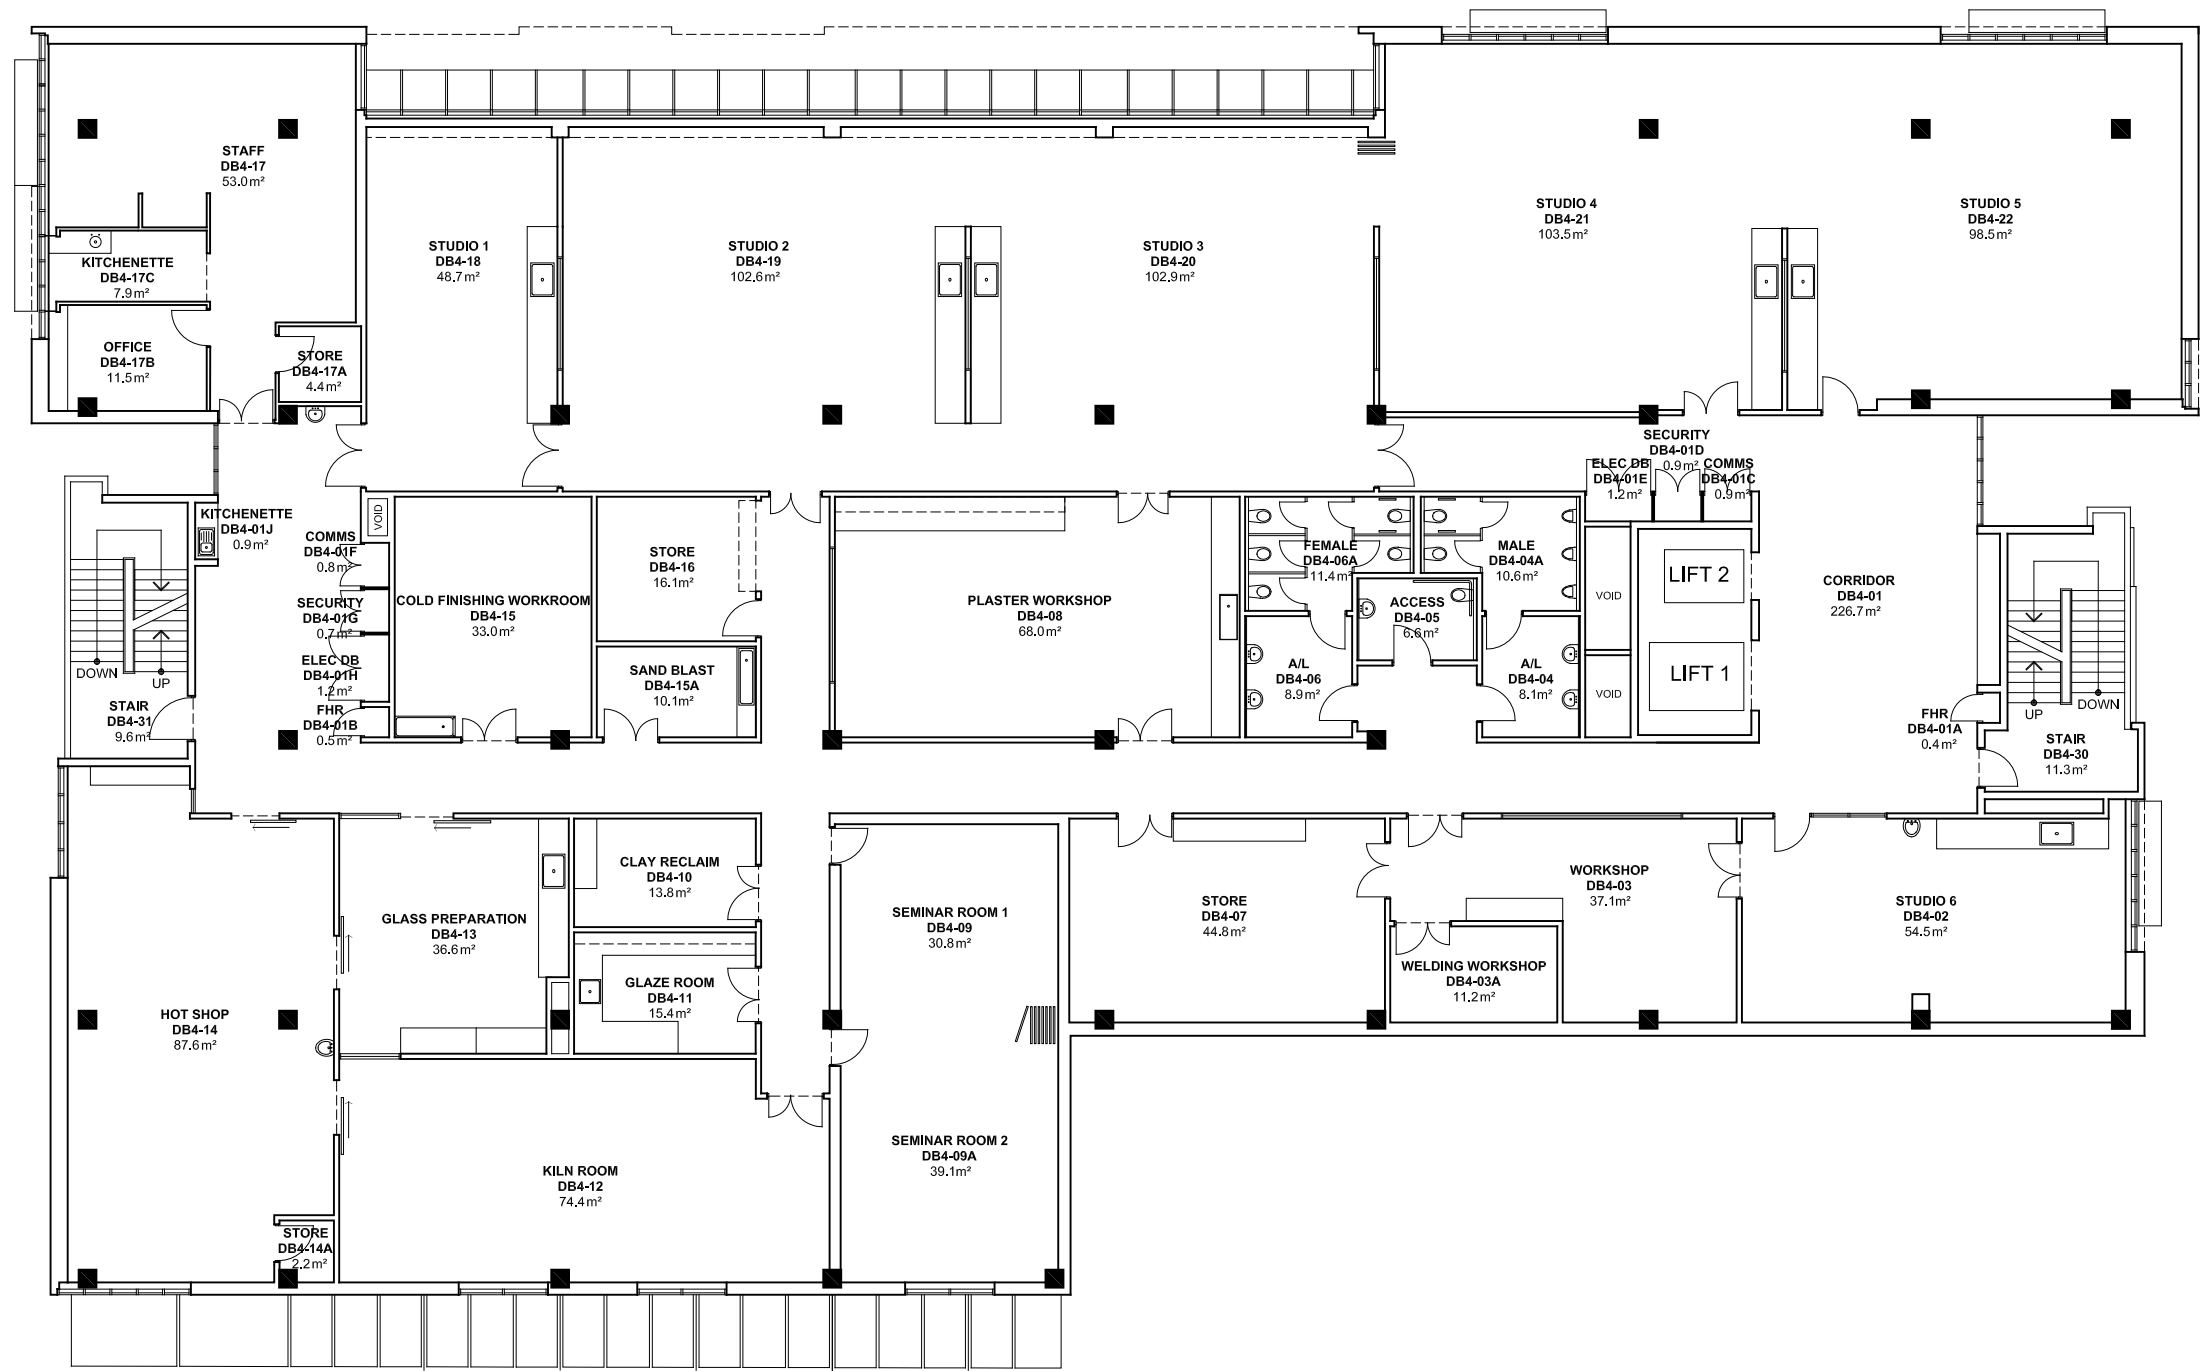 STAFF
DB4-17
53.0m²
KITCHENETTE
DB4-17C
7.9m²
OFFICE
DB4-17B
11.5m²
STORE
DB4-17A
4.4m²
STUDIO 1
DB4-18
48.7m²
STUDIO 2
DB4-19
102.6m²
STUDIO 3
DB4-20
102.9m²
STUDIO 4
DB4-21
103.5m²
STUDIO 5
DB4-22
98.5m²
SECURITY
DB4-01D
0.9m²
ELEC DB
DB4-01E
1.2m²
COMMS
DB4-01C
0.9m²
KITCHENETTE
DB4-01J
0.9m²
VOID
COMMS
DB4-01F
0.8m²
SECURITY
DB4-01G
0.7m²
ELEC DB
DB4-01H
1.2m²
FHR
DB4-01B
0.5m²
DOWN
UP
STAIR
DB4-31
9.6m²
COLD FINISHING WORKROOM
DB4-15
33.0m²
STORE
DB4-16
16.1m²
SAND BLAST
DB4-15A
10.1m²
PLASTER WORKSHOP
DB4-08
68.0m²
FEMALE
DB4-06A
11.4m²
MALE
DB4-04A
10.6m²
ACCESS
DB4-05
6.6m²
A/L
DB4-06
8.9m²
A/L
DB4-04
8.1m²
VOID
VOID
LIFT 2
LIFT 1
CORRIDOR
DB4-01
226.7m²
FHR
DB4-01A
0.4m²
UP
DOWN
STAIR
DB4-30
11.3m²
HOT SHOP
DB4-14
87.6m²
GLASS PREPARATION
DB4-13
36.6m²
CLAY RECLAIM
DB4-10
13.8m²
GLAZE ROOM
DB4-11
15.4m²
SEMINAR ROOM 1
DB4-09
30.8m²
STORE
DB4-07
44.8m²
WORKSHOP
DB4-03
37.1m²
WELDING WORKSHOP
DB4-03A
11.2m²
STUDIO 6
DB4-02
54.5m²
KILN ROOM
DB4-12
74.4m²
SEMINAR ROOM 2
DB4-09A
39.1m²
STORE
DB4-14A
2.2m²